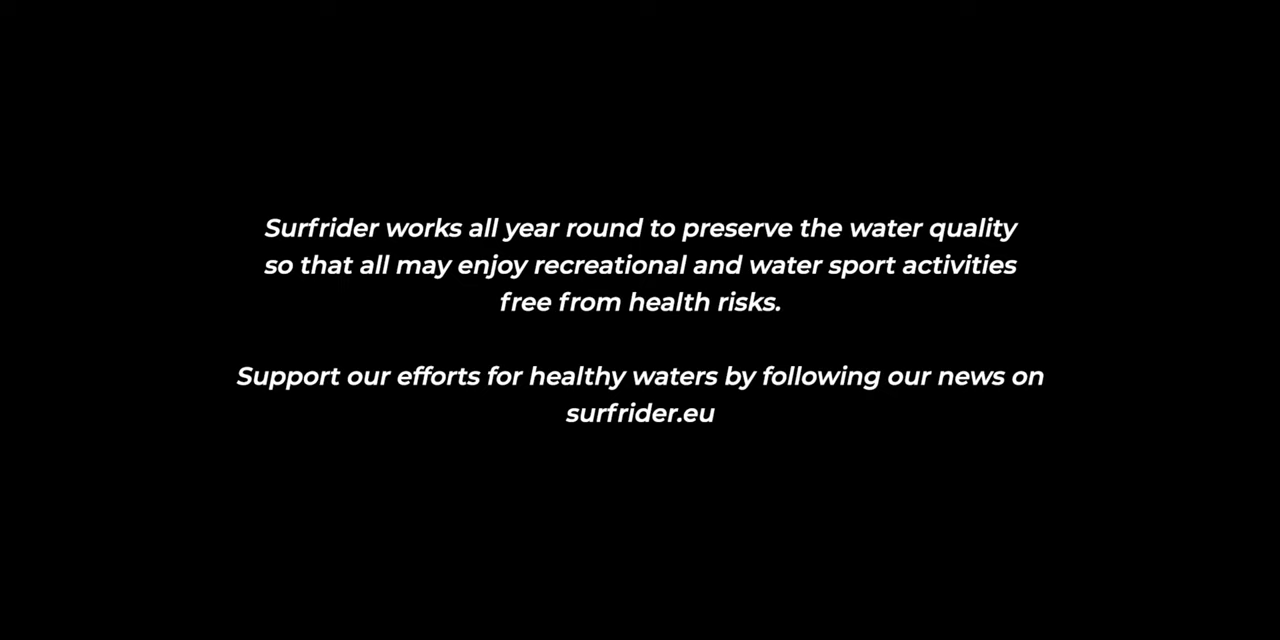 Surfrider works all year round to preserve the water quality
so that all may enjoy recreational and water sport activities
free from health risks.
Support our efforts for healthy waters by following our news on
surfrider.eu